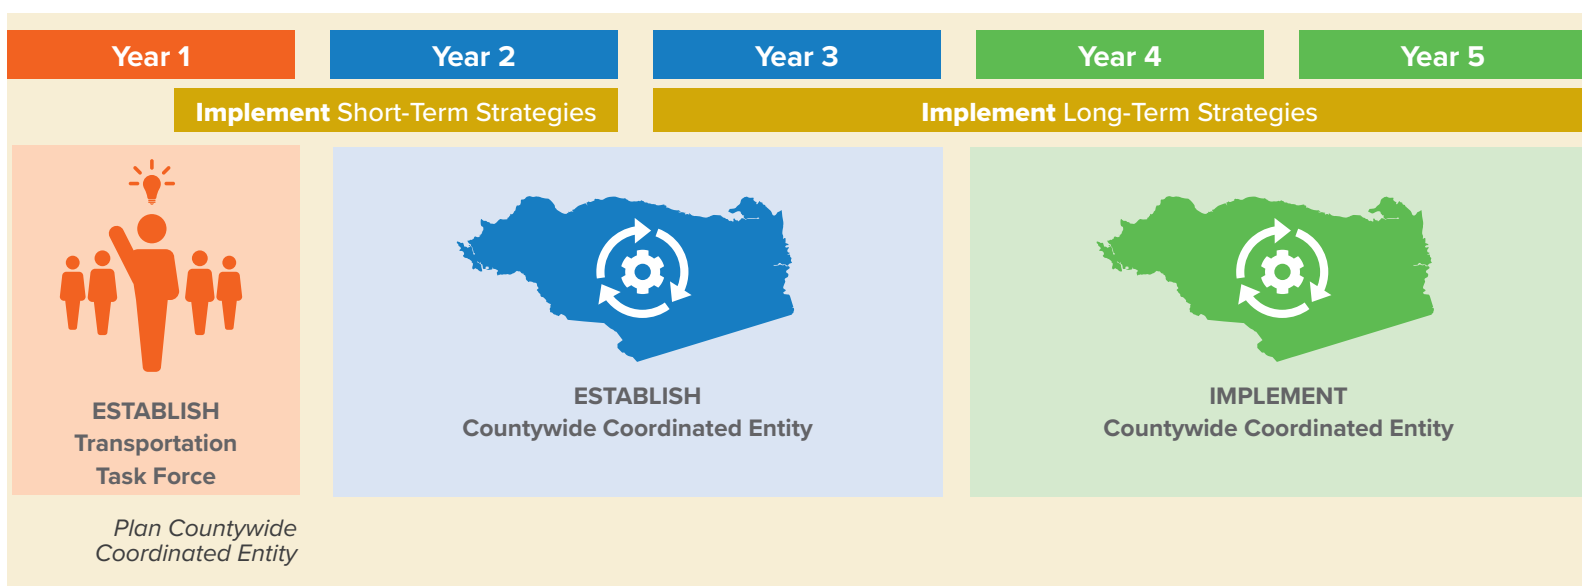 Year 1
Year 2
Year 3
Year 4
Year 5
Implement Short-Term Strategies
Implement Long-Term Strategies
ESTABLISH
Transportation
Task Force
Plan Countywide
Coordinated Entity
ESTABLISH
Countywide Coordinated Entity
IMPLEMENT
Countywide Coordinated Entity